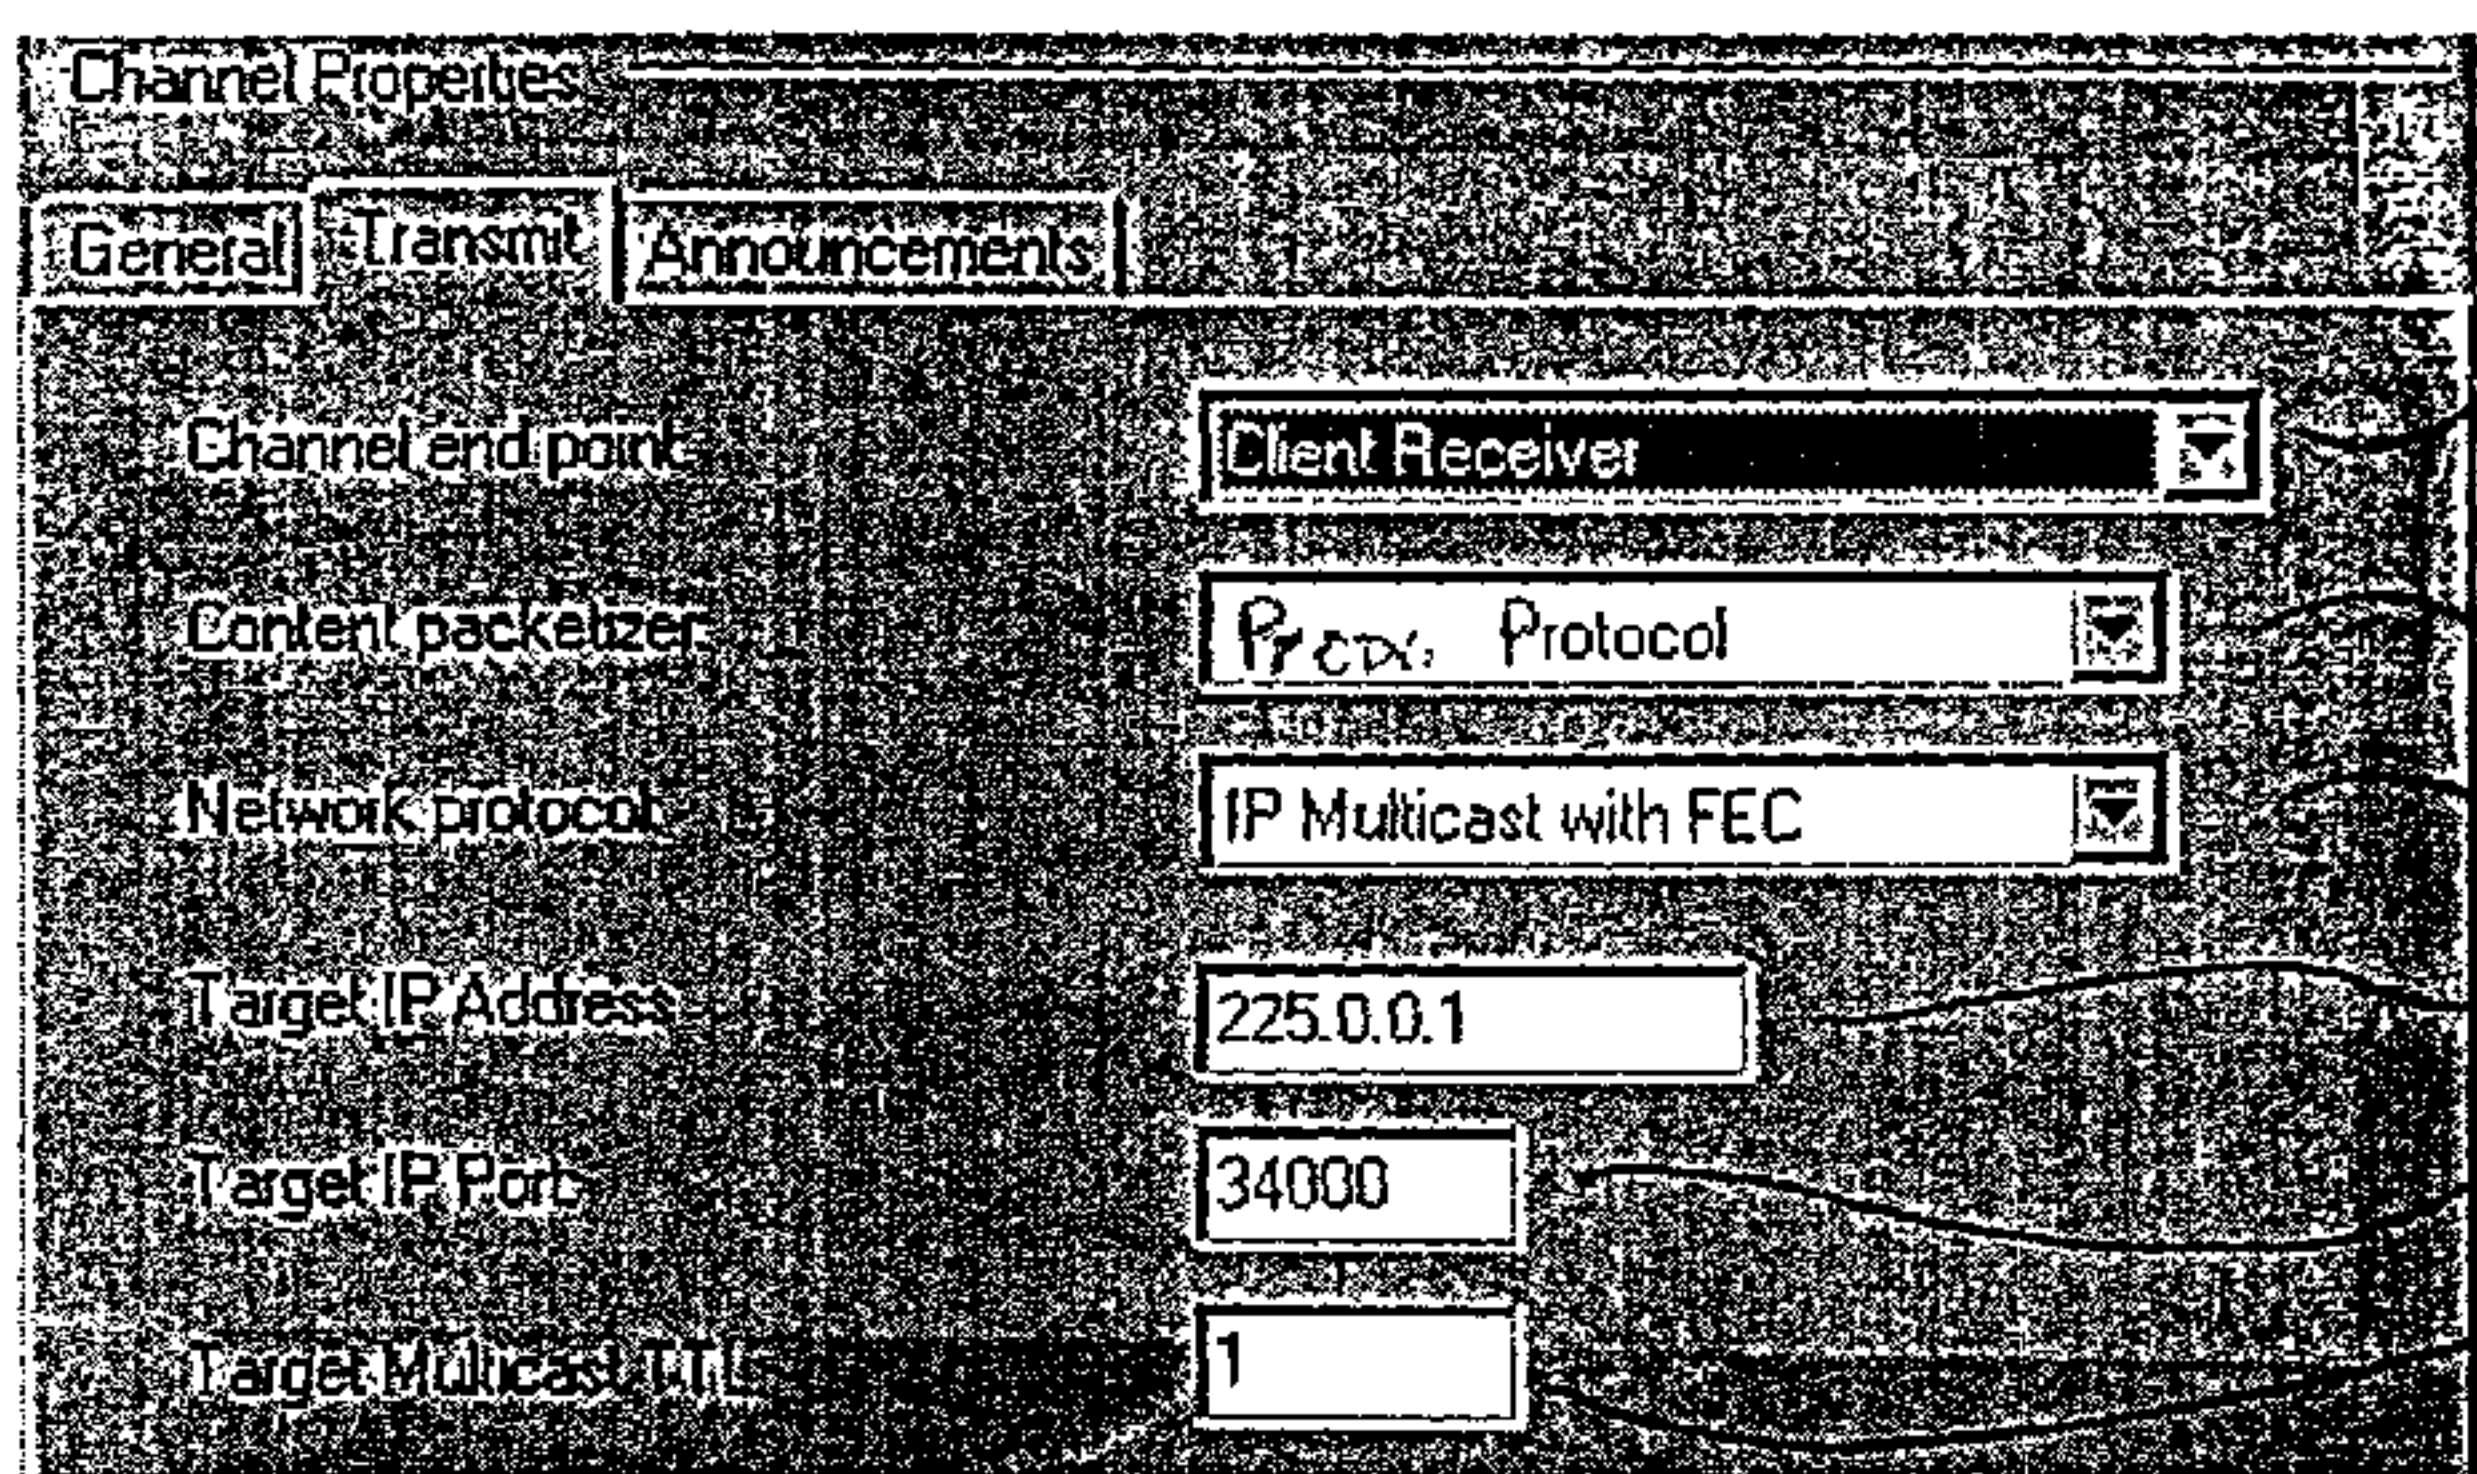 Channel Properties
General Transmit Announcements
Channel end point Client Receiver
Content packetizer Protocol
Network protocol IP Multicast with FEC
Target IP Address 225.0.0.1
Target IP Port 34000
Target Multicast TTL 1